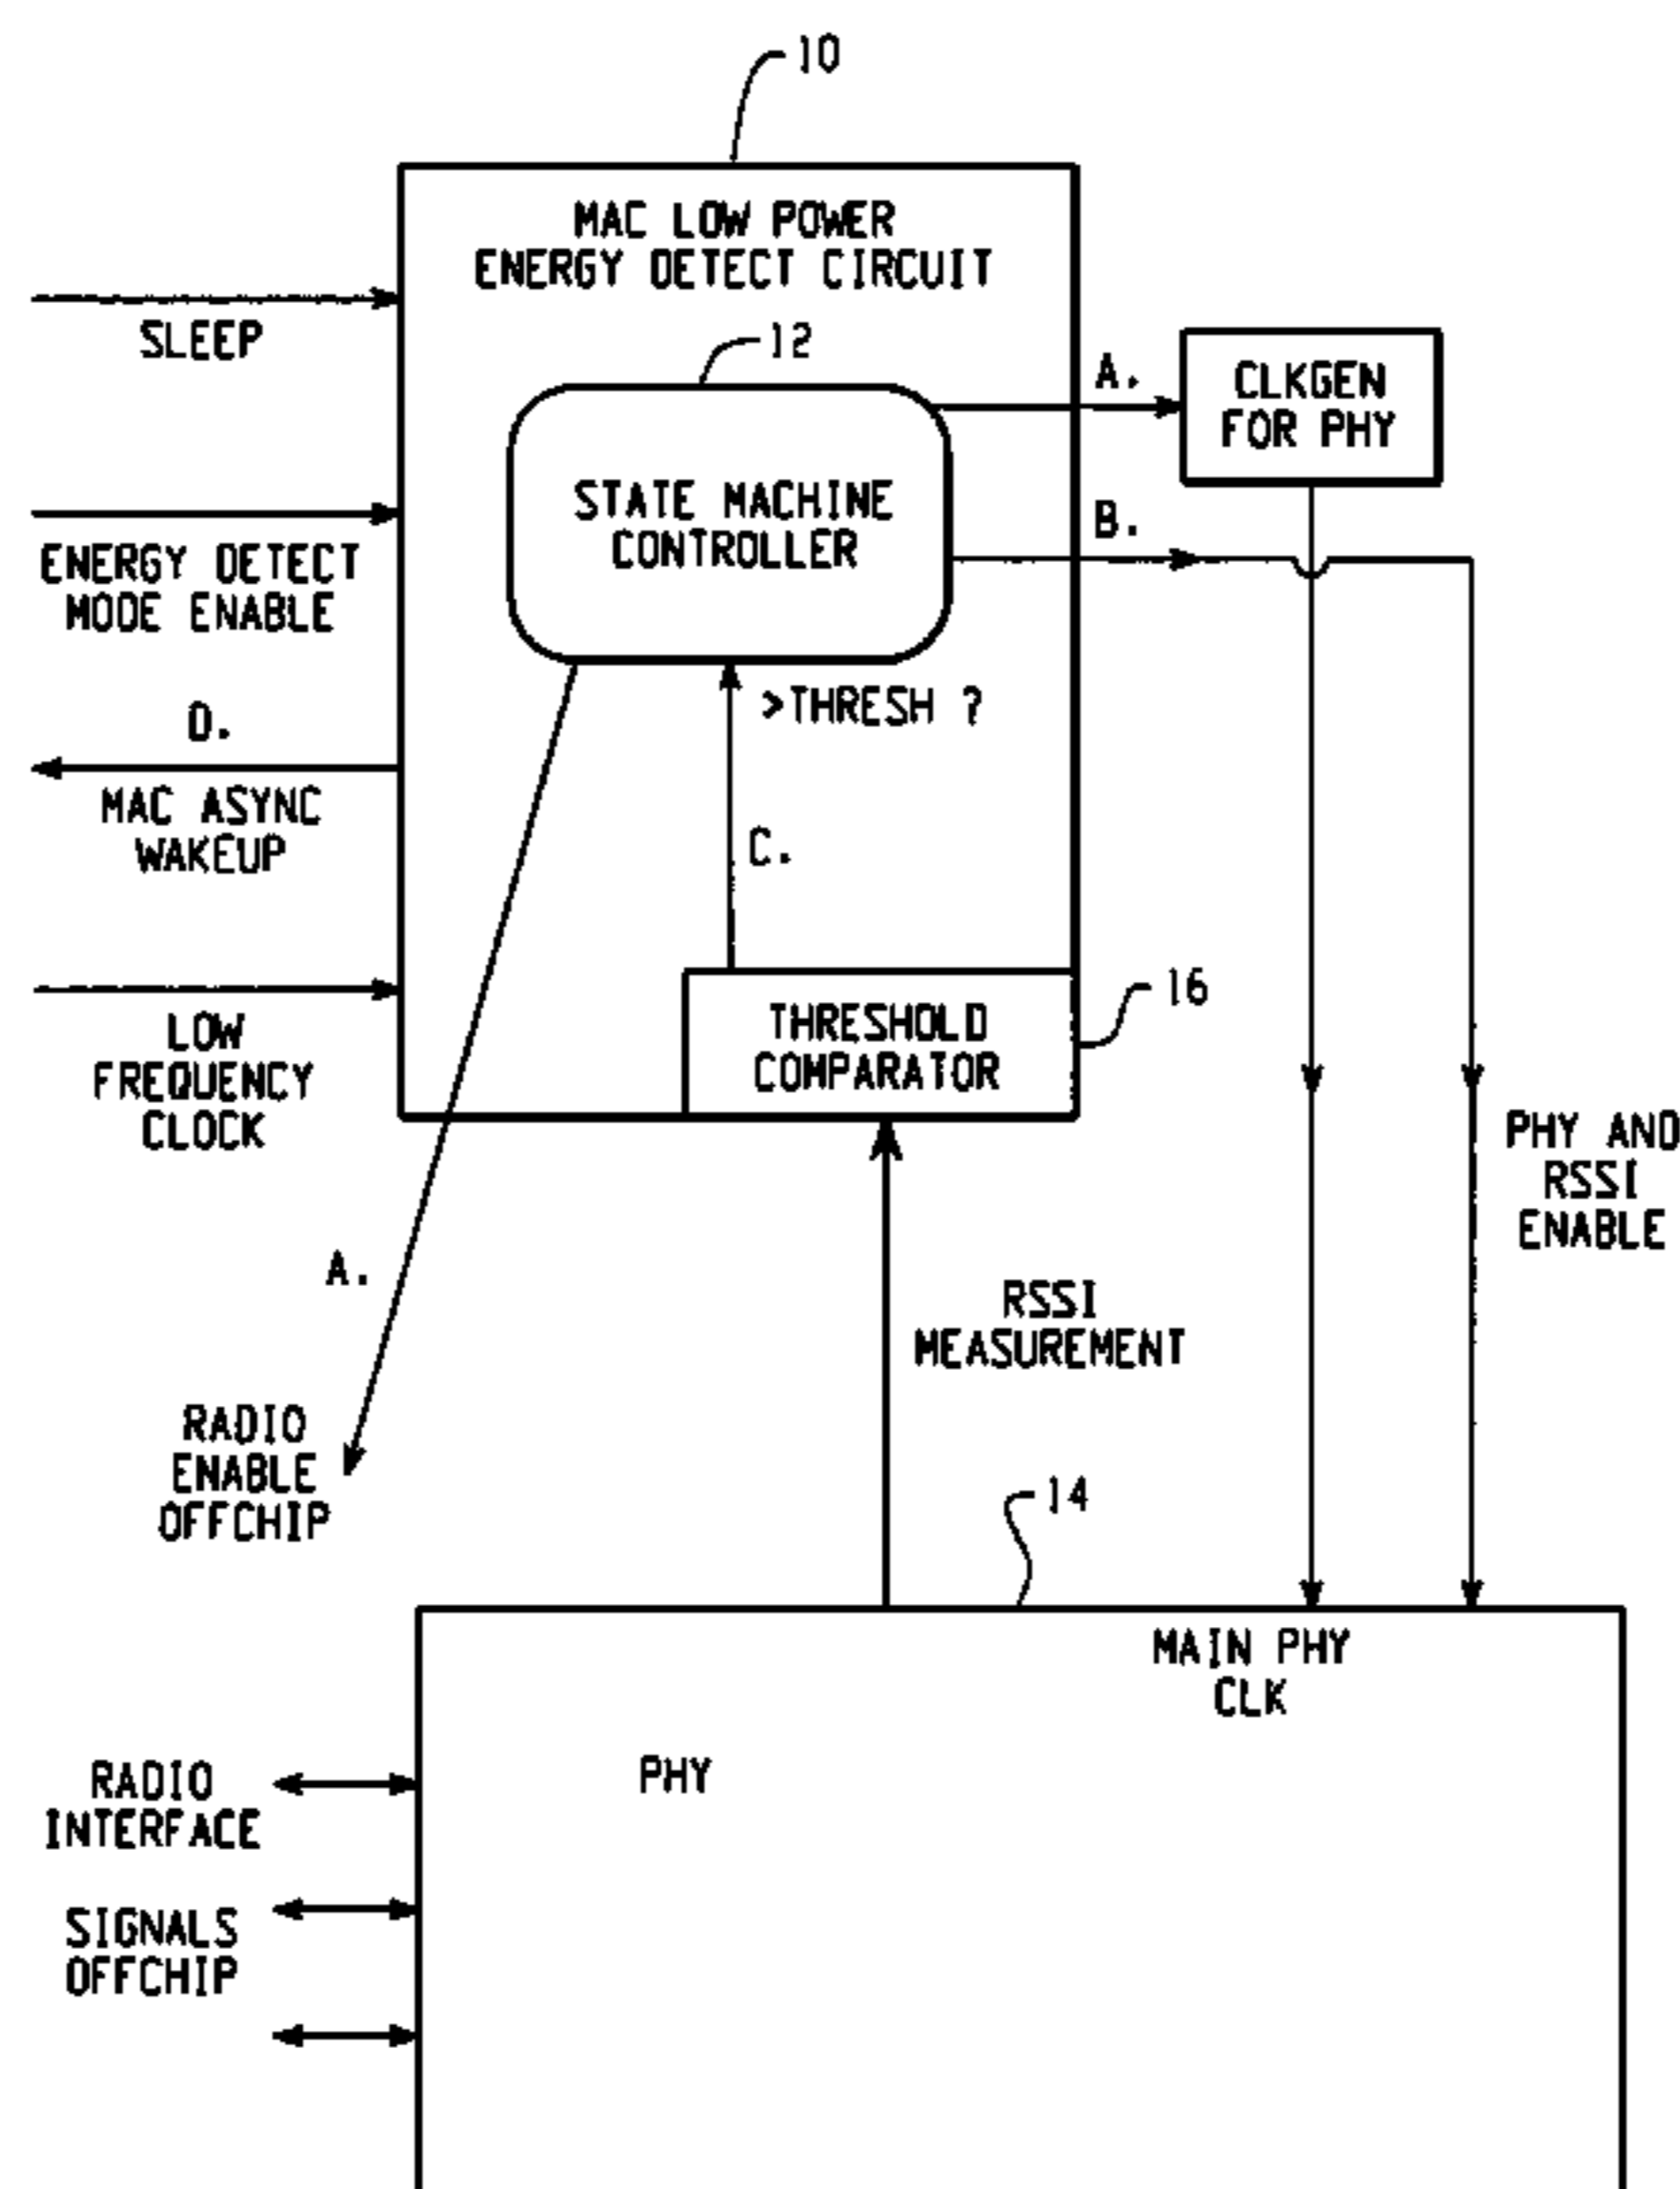 10
MAC LOW POWER
ENERGY DETECT CIRCUIT
SLEEP
12
A.
CLKGEN
FOR PHY
STATE MACHINE
CONTROLLER
B.
ENERGY DETECT
MODE ENABLE
>THRESH ?
D.
MAC ASYNC
WAKEUP
C.
16
THRESHOLD
COMPARATOR
LOW
FREQUENCY
CLOCK
PHY AND
RSSI
ENABLE
A.
RSSI
MEASUREMENT
RADIO
ENABLE
OFFCHIP
14
MAIN PHY
CLK
PHY
RADIO
INTERFACE
SIGNALS
OFFCHIP